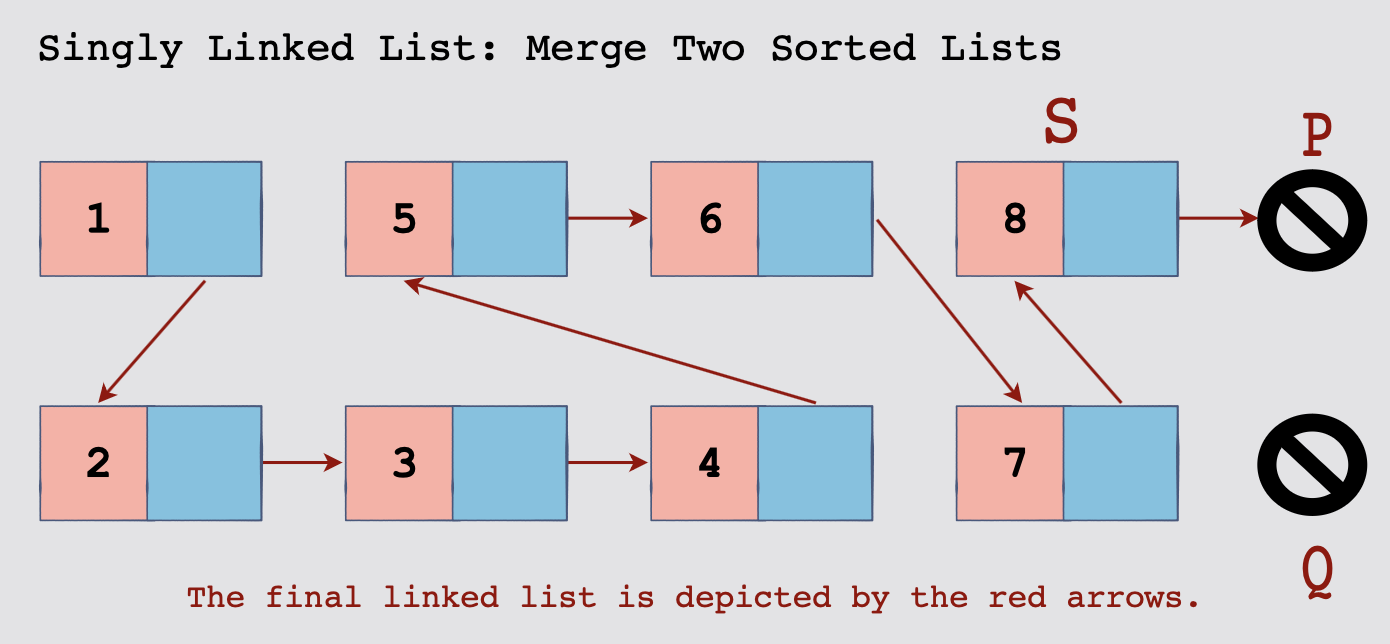 Singly Linked List: Merge Two Sorted Lists
S
P
1
5
6
8
2
3
4
7
Q
The final linked list is depicted by the red arrows.